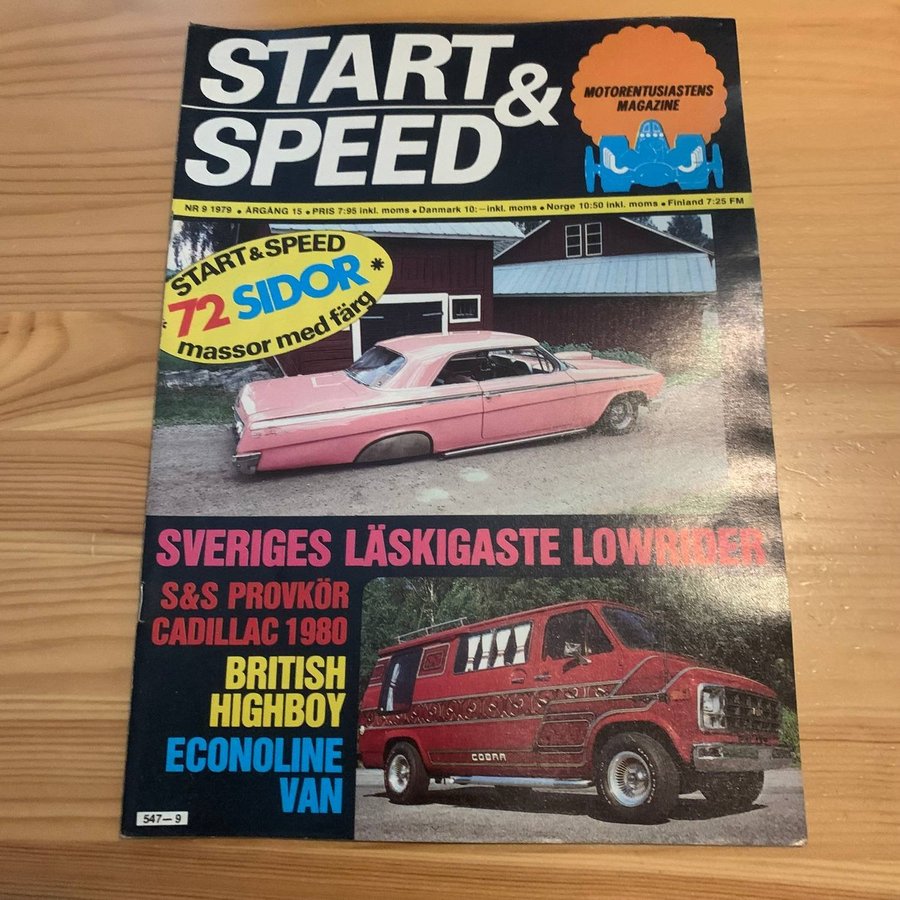 START
& SPEED
MOTORENTUSIASTENS
MAGAZINE
NR 9 1979 • ÅRGÅNG 15 • PRIS 7:95 inkl. moms • Danmark 10:—inkl. moms • Norge 10:50 inkl. moms • Finland 7:25 FM
START&SPEED
* 72 SIDOR *
massor med färg
SVERIGES LÄSKIGASTE LOWRIDER
S&S PROVKÖR
CADILLAC 1980
BRITISH
HIGHBOY
ECONOLINE
VAN
COBRA
547—9